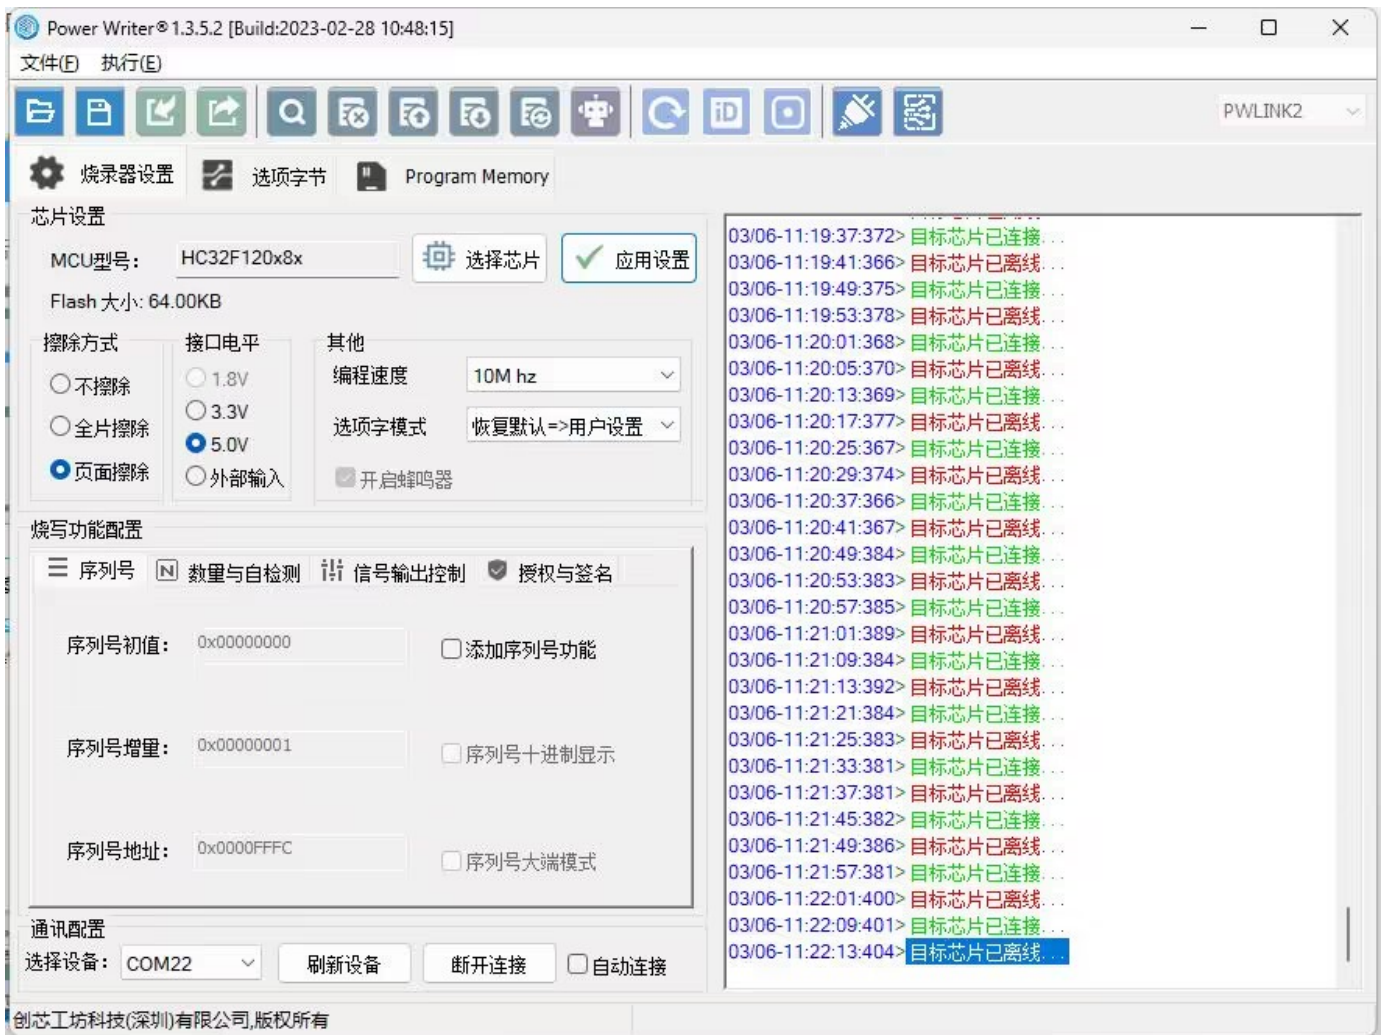 Power Writer® 1.3.5.2 [Build:2023-02-28 10:48:15]
文件(F) 执行(E)
iD
PWLINK2
烧录器设置 选项字节 Program Memory
芯片设置
MCU型号: HC32F120x8x 选择芯片 应用设置
Flash 大小: 64.00KB
擦除方式 接口电平 其他
不擦除 1.8V 编程速度 10M hz
全片擦除 3.3V 选项字模式 恢复默认=>用户设置
5.0V
页面擦除 外部输入 开启蜂鸣器
烧写功能配置
序列号 N 数量与自检测 信号输出控制 授权与签名
序列号初值: 0x00000000 添加序列号功能
序列号增量: 0x00000001 序列号十进制显示
序列号地址: 0x0000FFFC 序列号大端模式
通讯配置
选择设备: COM22 刷新设备 断开连接 自动连接
03/06-11:19:37:372>目标芯片已连接...
03/06-11:19:41:366>目标芯片已离线...
03/06-11:19:49:375>目标芯片已连接...
03/06-11:19:53:378>目标芯片已离线...
03/06-11:20:01:368>目标芯片已连接...
03/06-11:20:05:370>目标芯片已离线...
03/06-11:20:13:369>目标芯片已连接...
03/06-11:20:17:377>目标芯片已离线...
03/06-11:20:25:367>目标芯片已连接...
03/06-11:20:29:374>目标芯片已离线...
03/06-11:20:37:366>目标芯片已连接...
03/06-11:20:41:367>目标芯片已离线...
03/06-11:20:49:384>目标芯片已连接...
03/06-11:20:53:383>目标芯片已离线...
03/06-11:20:57:385>目标芯片已连接...
03/06-11:21:01:389>目标芯片已离线...
03/06-11:21:09:384>目标芯片已连接...
03/06-11:21:13:392>目标芯片已离线...
03/06-11:21:21:384>目标芯片已连接...
03/06-11:21:25:383>目标芯片已离线...
03/06-11:21:33:381>目标芯片已连接...
03/06-11:21:37:381>目标芯片已离线...
03/06-11:21:45:382>目标芯片已连接...
03/06-11:21:49:386>目标芯片已离线...
03/06-11:21:57:381>目标芯片已连接...
03/06-11:22:01:400>目标芯片已离线...
03/06-11:22:09:401>目标芯片已连接...
03/06-11:22:13:404>目标芯片已离线...
创芯工坊科技(深圳)有限公司,版权所有